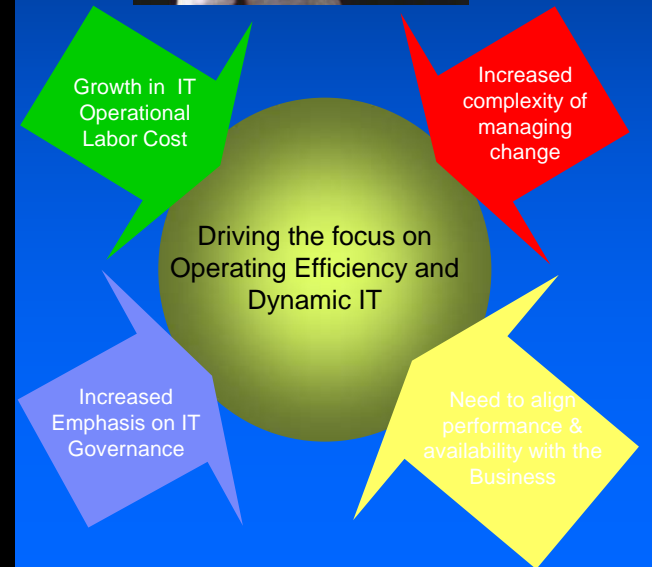 Growth in IT
Operational
Labor Cost
Increased
complexity of
managing
change
Driving the focus on
Operating Efficiency and
Dynamic IT
Increased
Emphasis on IT
Governance
Need to align
performance &
availability with the
Business